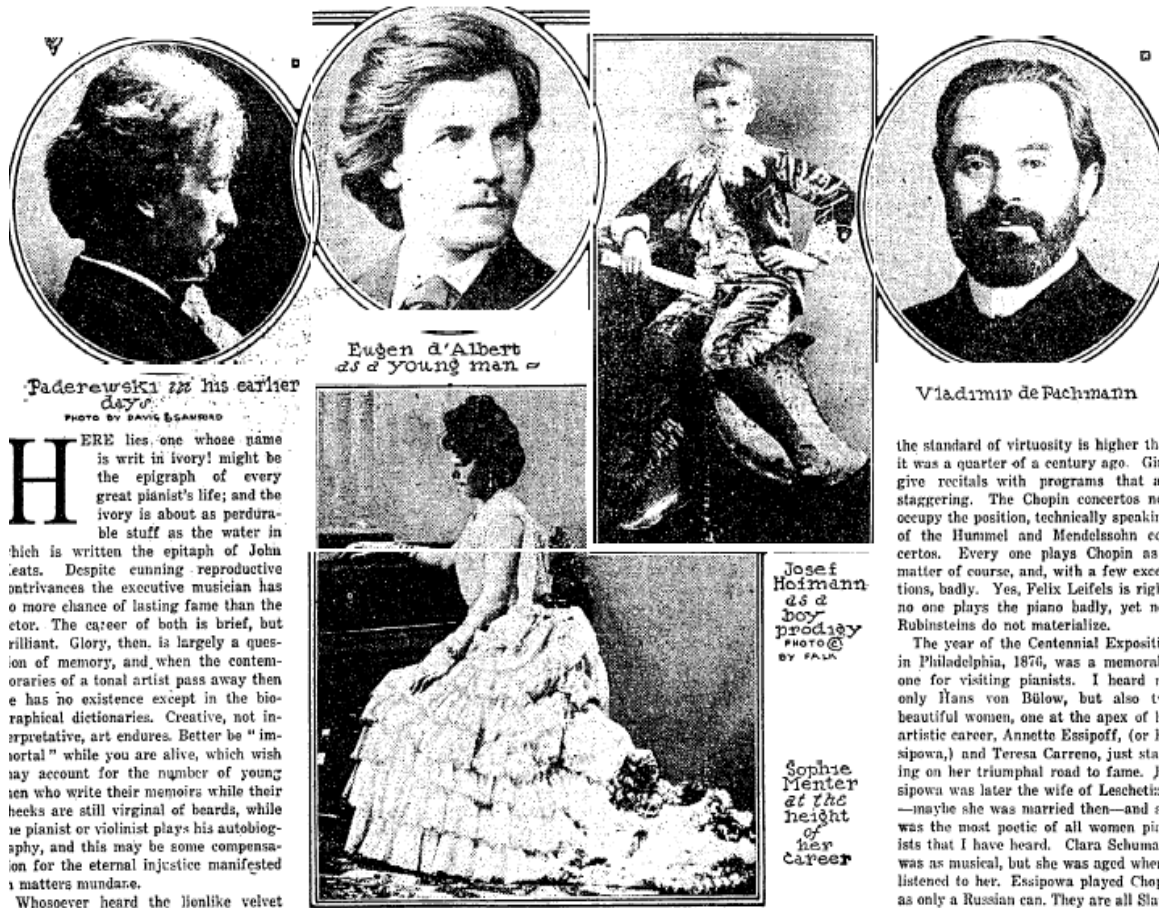 Paderewski in his earlier
days
PHOTO BY DAVIS & SANFORD
Eugen d'Albert
as a young man
Vladimir de Pachmann
HERE lies one whose name
is writ in ivory! might be
the epigraph of every
great pianist's life; and the
ivory is about as perdura-
ble stuff as the water in
hich is written the epitaph of John
eats. Despite cunning reproductive
ontrivances the executive musician has
o more chance of lasting fame than the
ctor. The career of both is brief, but
rilliant. Glory, then, is largely a ques-
ion of memory, and when the contem-
oraries of a tonal artist pass away then
e has no existence except in the bio-
raphical dictionaries. Creative, not in-
erpretative, art endures. Better be "im-
ortal" while you are alive, which wish
ay account for the number of young
en who write their memoirs while their
heeks are still virginal of beards, while
he pianist or violinist plays his autobiog-
aphy, and this may be some compensa-
ion for the eternal injustice manifested
n matters mundane.
Whosoever heard the lionlike velvet
Josef
Hofmann
as a
boy
prodigy
PHOTO ©
BY FALK
Sophie
Menter
at the
height
of
her
Career
the standard of virtuosity is higher th
it was a quarter of a century ago. Gi
give recitals with programs that a
staggering. The Chopin concertos no
occupy the position, technically speakin
of the Hummel and Mendelssohn co
certos. Every one plays Chopin as
matter of course, and, with a few exce
tions, badly. Yes, Felix Leifels is righ
no one plays the piano badly, yet ne
Rubinsteins do not materialize.
The year of the Centennial Expositi
in Philadelphia, 1876, was a memoral
one for visiting pianists. I heard n
only Hans von Bülow, but also tw
beautiful women, one at the apex of h
artistic career, Annette Essipoff, (or E
sipowa,) and Teresa Carreno, just sta
ing on her triumphal road to fame.
sipowa was later the wife of Leschetiz
—maybe she was married then—and s
was the most poetic of all women pia
ists that I have heard. Clara Schuma
was as musical, but she was aged when
listened to her. Essipowa played Chop
as only a Russian can. They are all Sla